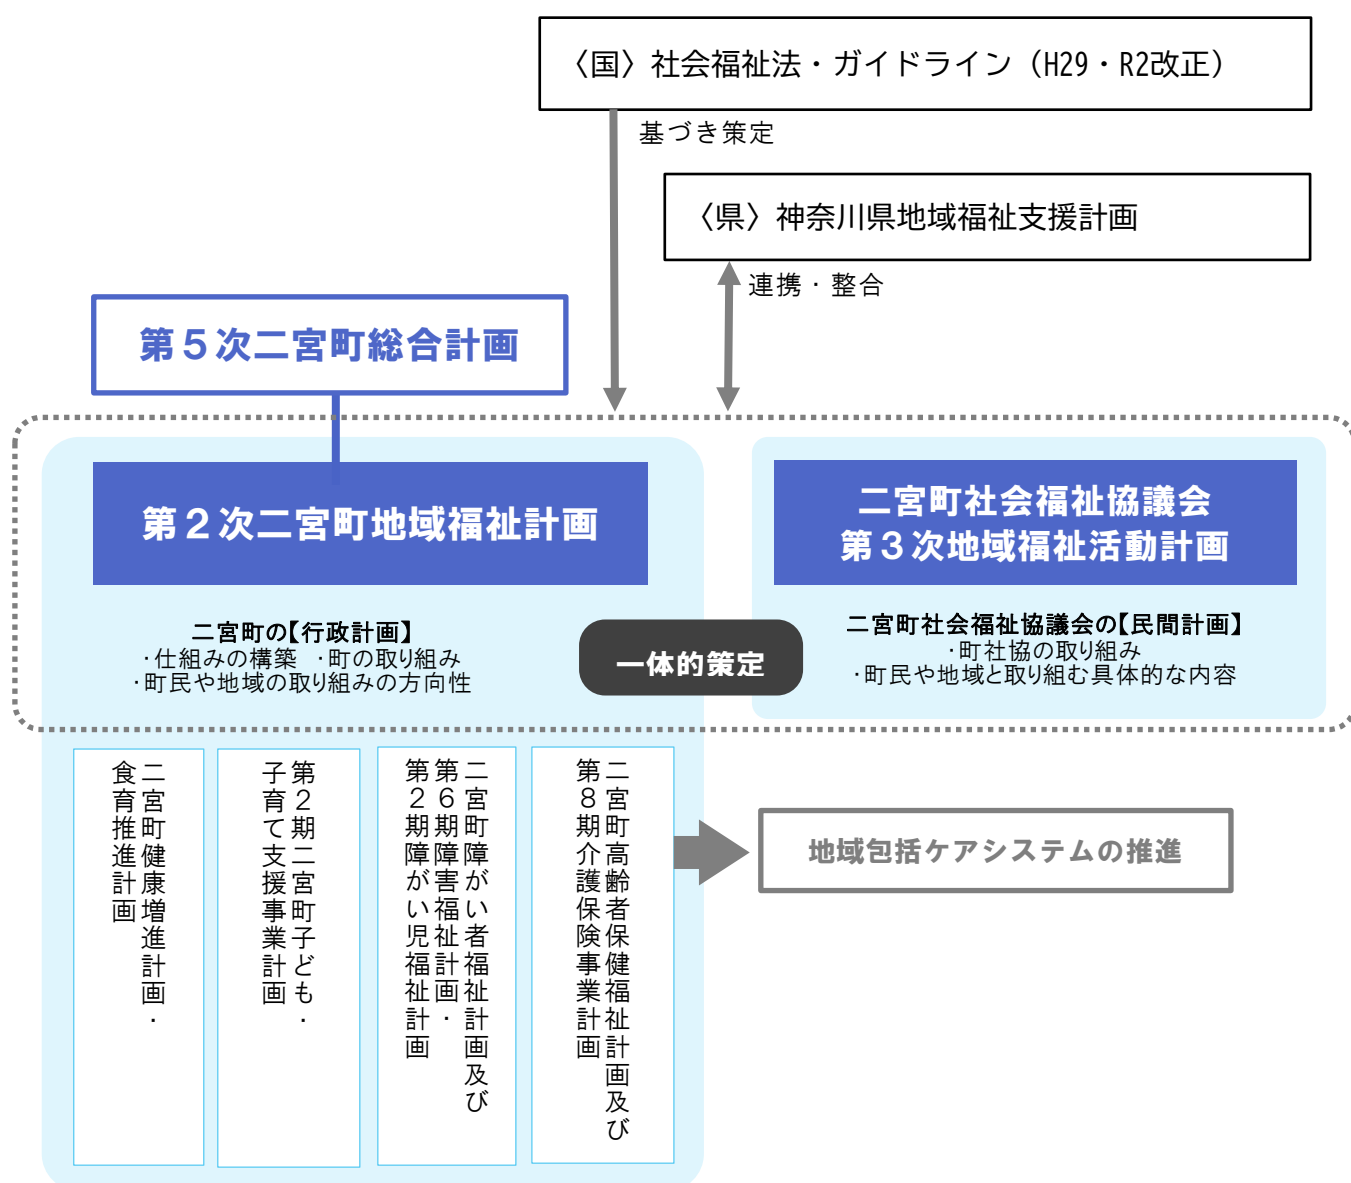 〈国〉社会福祉法・ガイドライン（H29・R2改正）
基づき策定
〈県〉神奈川県地域福祉支援計画
連携・整合
第５次二宮町総合計画
第２次二宮町地域福祉計画
二宮町社会福祉協議会
第３次地域福祉活動計画
二宮町の【行政計画】
・仕組みの構築　・町の取り組み
・町民や地域の取り組みの方向性
一体的策定
二宮町社会福祉協議会の【民間計画】
・町社協の取り組み
・町民や地域と取り組む具体的な内容
二宮町健康増進計画・
食育推進計画
第２期二宮町子ども・
子育て支援事業計画
二宮町障がい者福祉計画及び
第６期障害福祉計画・
第２期障がい児福祉計画
二宮町高齢者保健福祉計画及び
第８期介護保険事業計画
地域包括ケアシステムの推進